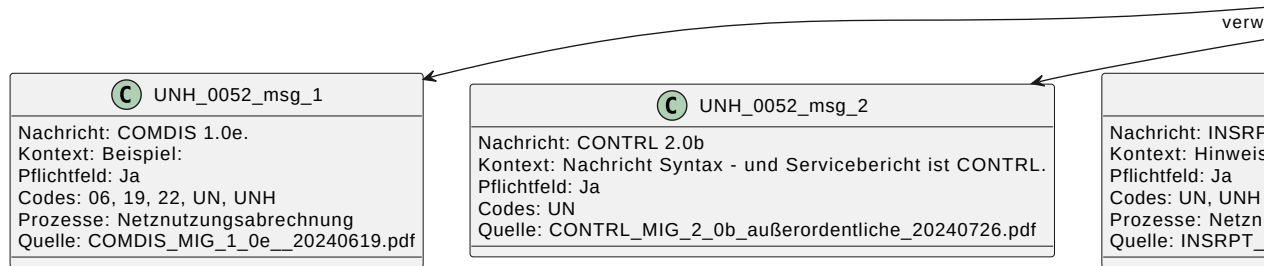 verw
C UNH_0052_msg_1
Nachricht: COMDIS 1.0e.
Kontext: Beispiel:
Pflichtfeld: Ja
Codes: 06, 19, 22, UN, UNH
Prozesse: Netznutzungsabrechnung
Quelle: COMDIS_MIG_1_0e__20240619.pdf
C UNH_0052_msg_2
Nachricht: CONTRL 2.0b
Kontext: Nachricht Syntax - und Servicebericht ist CONTRL.
Pflichtfeld: Ja
Codes: UN
Quelle: CONTRL_MIG_2_0b_außerordentliche_20240726.pdf
Nachricht: INSRP
Kontext: Hinweis
Pflichtfeld: Ja
Codes: UN, UNH
Prozesse: Netzn
Quelle: INSRPT_